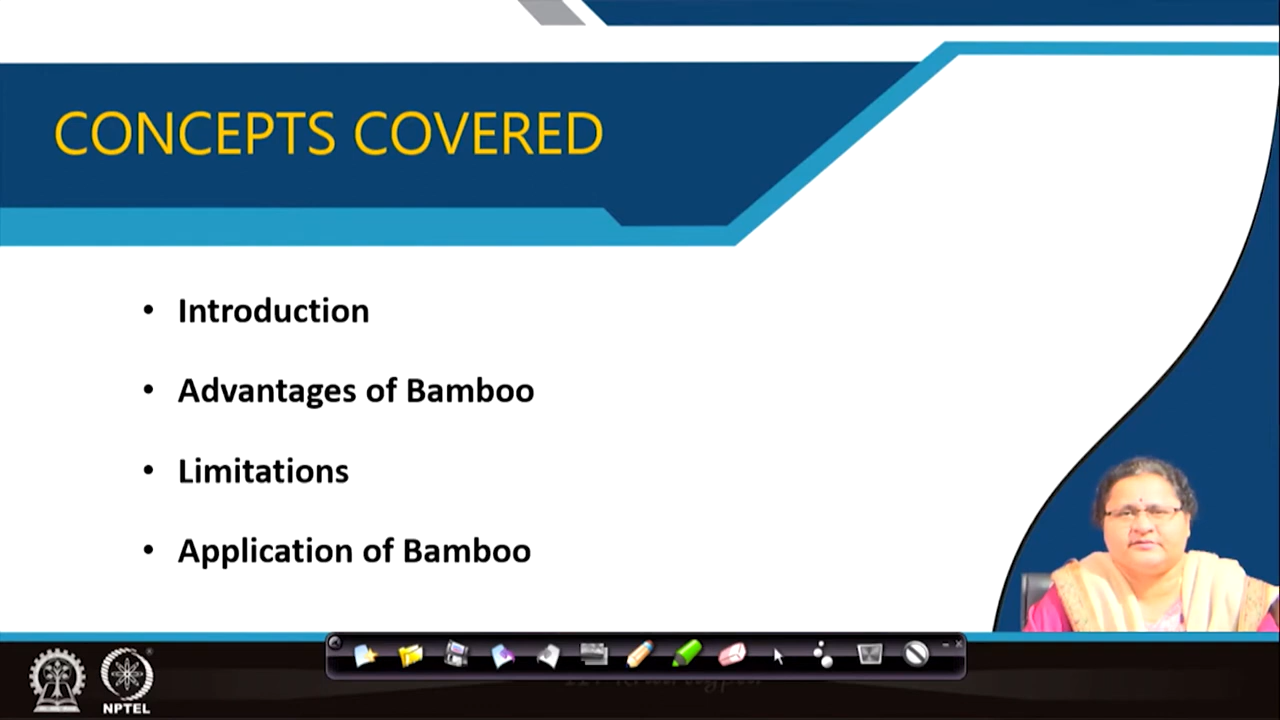 CONCEPTS COVERED
• Introduction
• Advantages of Bamboo
• Limitations
• Application of Bamboo
NPTEL